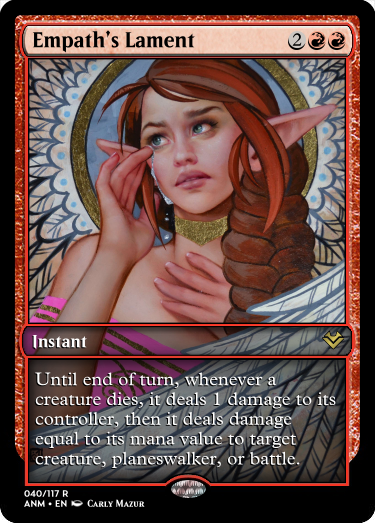 Empath's Lament 2
Instant
Until end of turn, whenever a
creature dies, it deals 1 damage to its
controller, then it deals damage
equal to its mana value to target
creature, planeswalker, or battle.
040/117 R
ANM • EN Carly Mazur